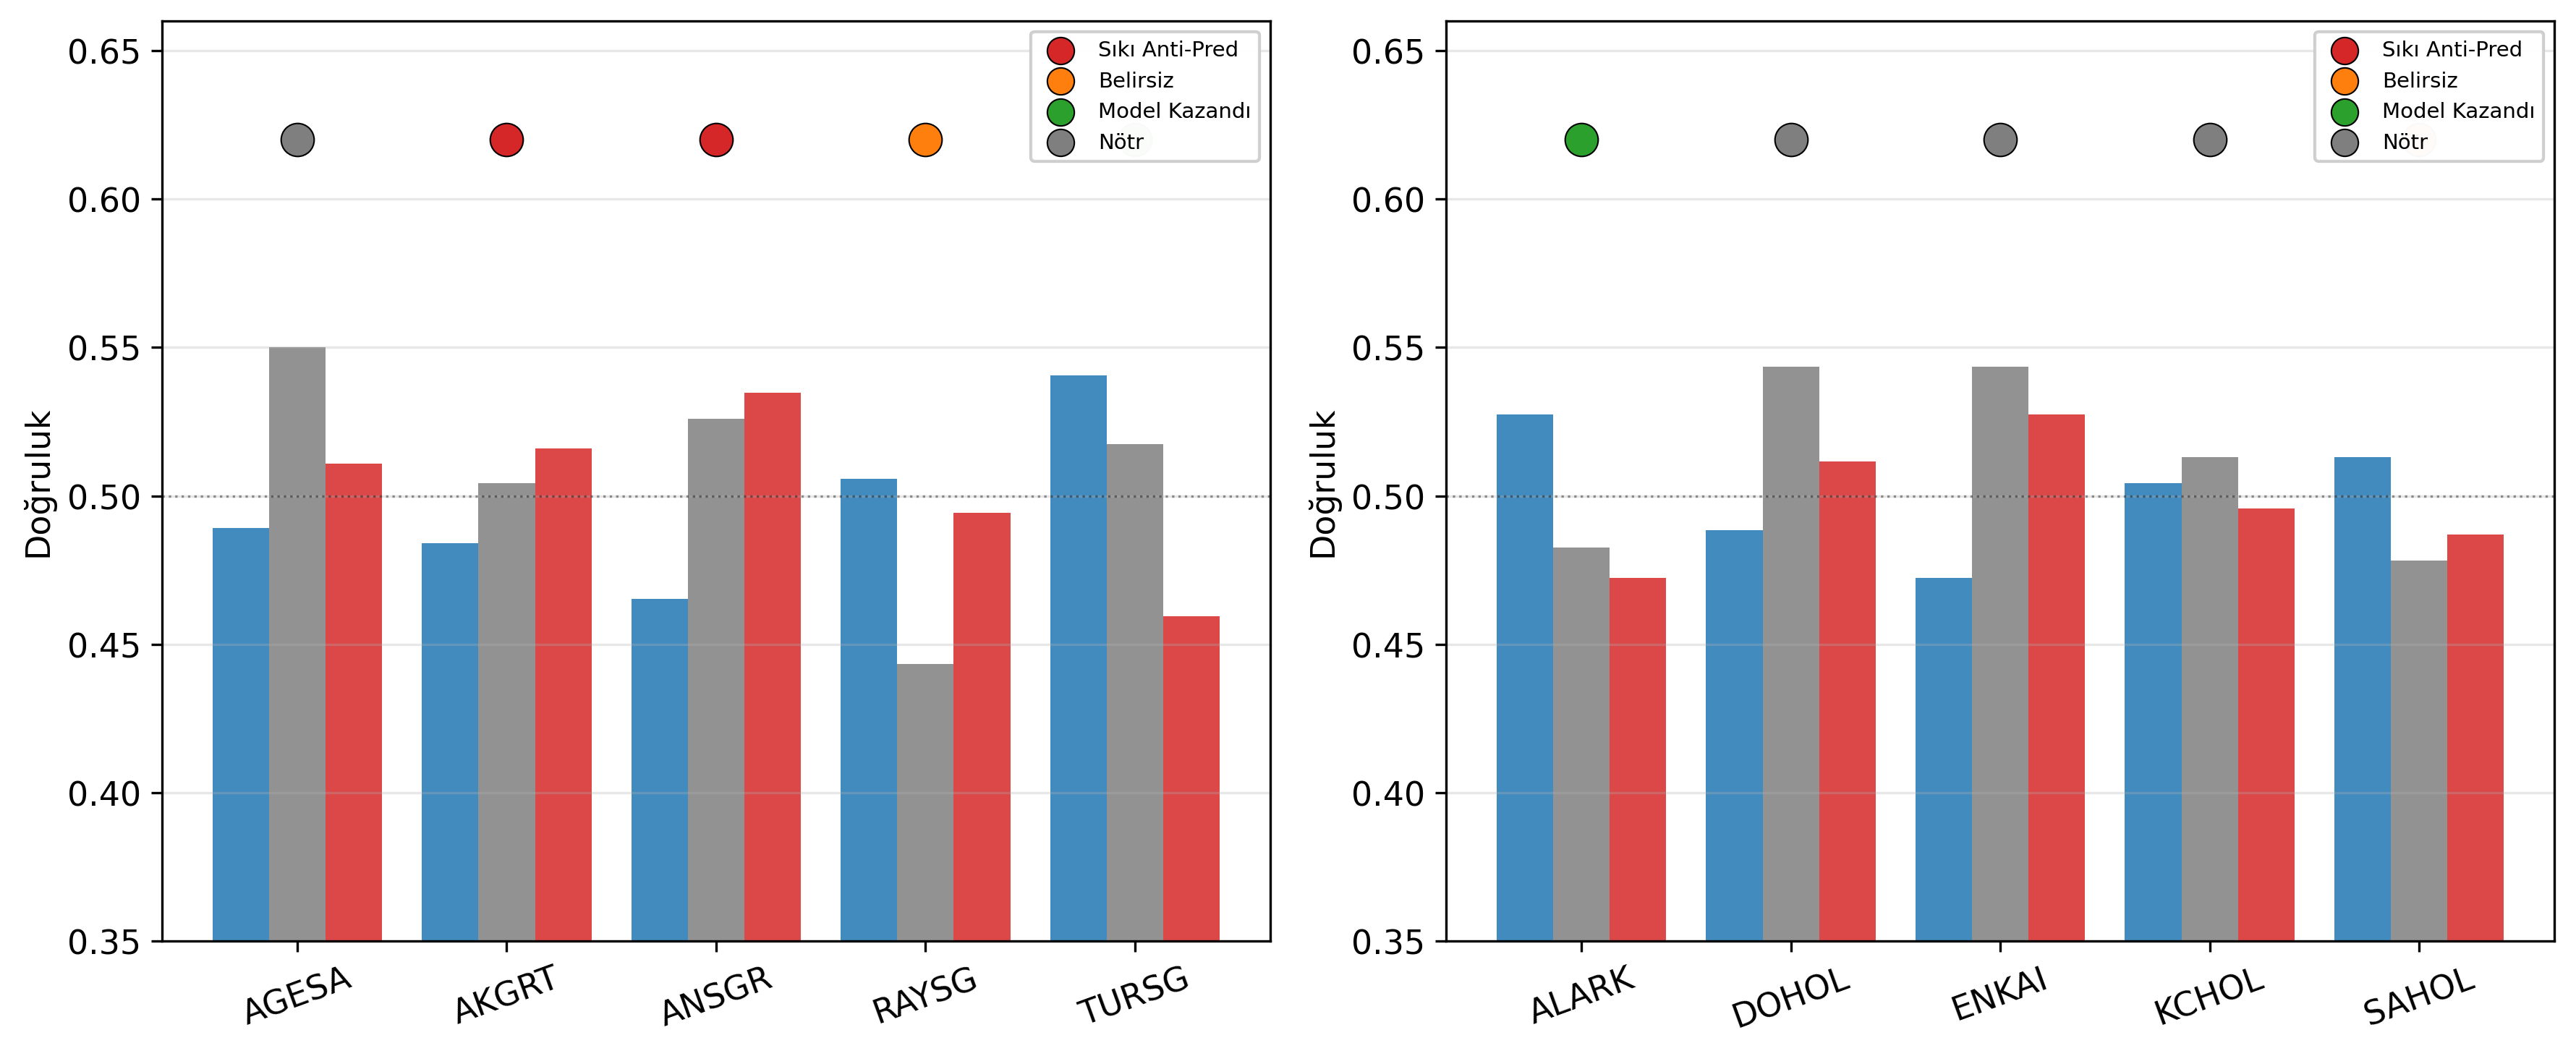 Doğruluk
0.65
0.60
0.55
0.50
0.45
0.40
0.35
Sıkı Anti-Pred
Belirsiz
Model Kazandı
Nötr
AGESA
AKGRT
ANSGR
RAYSG
TURSG
Doğruluk
0.65
0.60
0.55
0.50
0.45
0.40
0.35
Sıkı Anti-Pred
Belirsiz
Model Kazandı
Nötr
ALARK
DOHOL
ENKAI
KCHOL
SAHOL